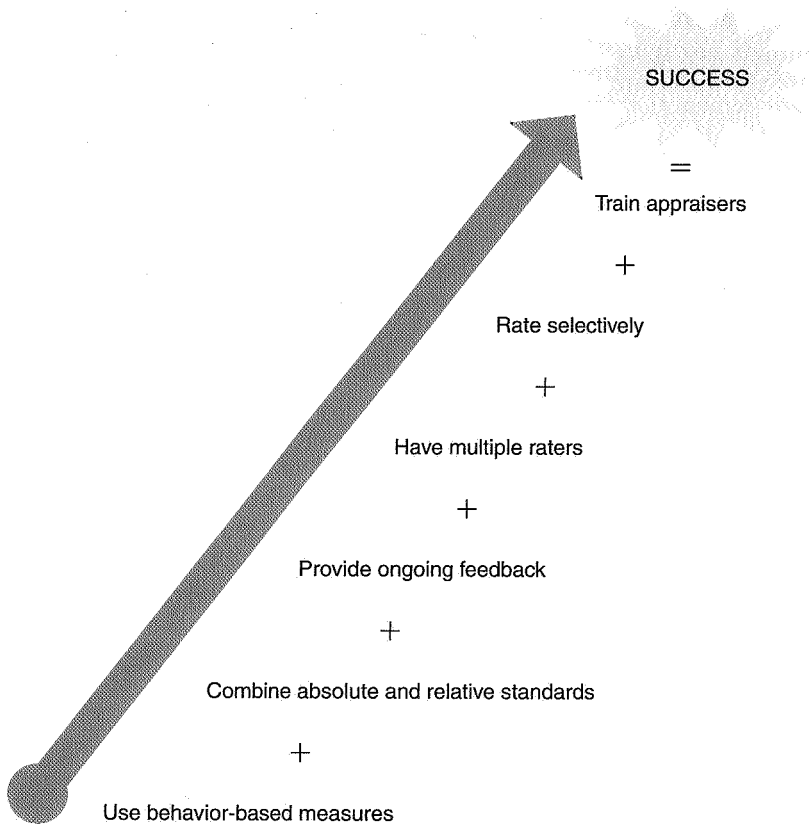 SUCCESS
=
Train appraisers
+
Rate selectively
+
Have multiple raters
+
Provide ongoing feedback
+
Combine absolute and relative standards
+
Use behavior-based measures